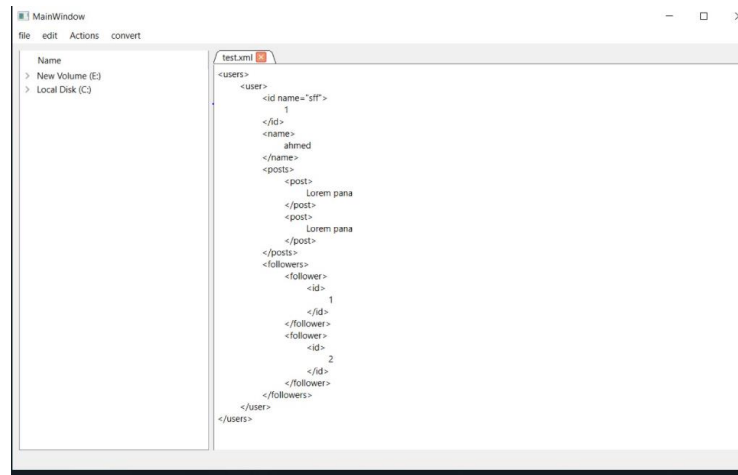 MainWindow
file edit Actions convert
Name
> New Volume (E:)
> Local Disk (C:)
test.xml
<users>
<user>
<id name="sff">
1
</id>
<name>
ahmed
</name>
<posts>
<post>
Lorem pana
</post>
<post>
Lorem pana
</post>
</posts>
<followers>
<follower>
<id>
1
</id>
</follower>
<follower>
<id>
2
</id>
</follower>
</followers>
</user>
</users>